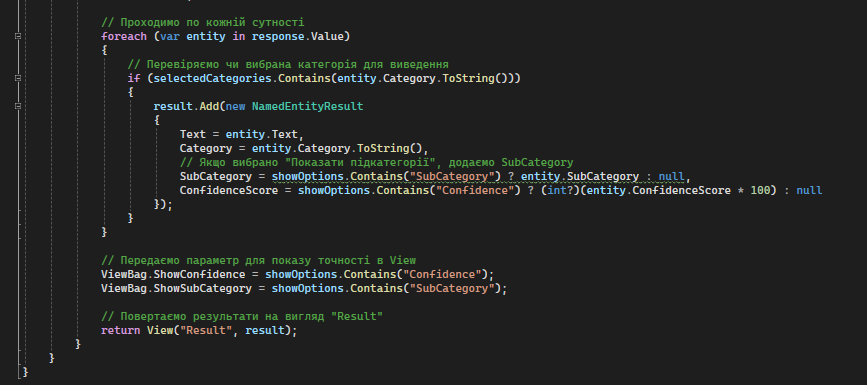 // Проходимо по кожній сутності
foreach (var entity in response.Value)
{
// Перевіряємо чи вибрана категорія для виведення
if (selectedCategories.Contains(entity.Category.ToString()))
{
result.Add(new NamedEntityResult
{
Text = entity.Text,
Category = entity.Category.ToString(),
// Якщо вибрано "Показати підкатегорії", додаємо SubCategory
SubCategory = showOptions.Contains("SubCategory") ? entity.SubCategory : null,
ConfidenceScore = showOptions.Contains("Confidence") ? (int?)(entity.ConfidenceScore * 100) : null
});
}
}
// Передаємо параметр для показу точності в View
ViewBag.ShowConfidence = showOptions.Contains("Confidence");
ViewBag.ShowSubCategory = showOptions.Contains("SubCategory");
// Повертаємо результати на вигляд "Result"
return View("Result", result);
}
}
}